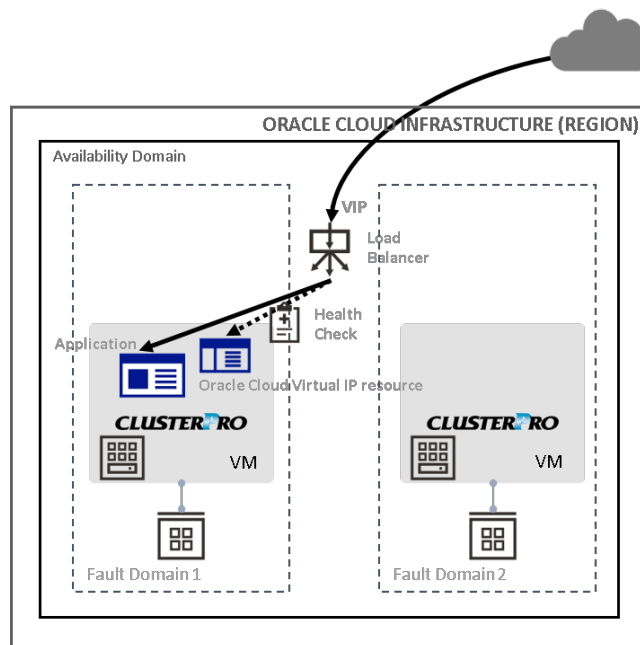 ORACLE CLOUD INFRASTRUCTURE (REGION)
Availability Domain
VIP
Load
Balancer
Health
Check
Application
Oracle Cloud Virtual IP resource
CLUSTERPRO
CLUSTERPRO
VM
VM
Fault Domain 1
Fault Domain 2